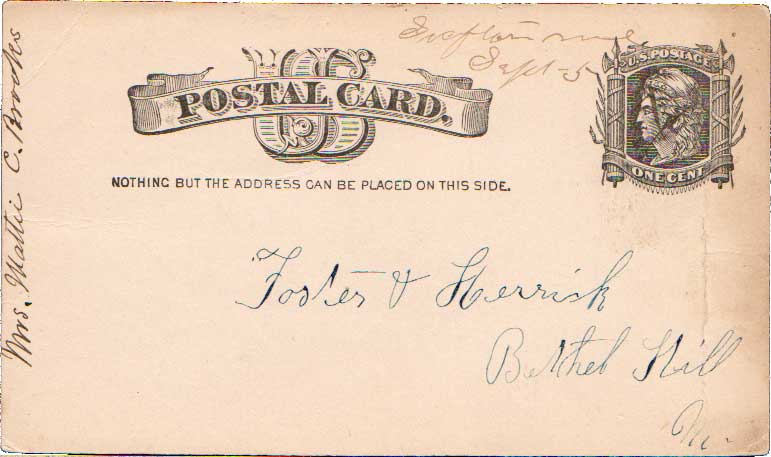 Sept 5
U.S. POSTAGE
US
POSTAL CARD.
ONE CENT
NOTHING BUT THE ADDRESS CAN BE PLACED ON THIS SIDE.
Mrs. Mattie C. Brooks
Foster & Herrick
Bethel Hill